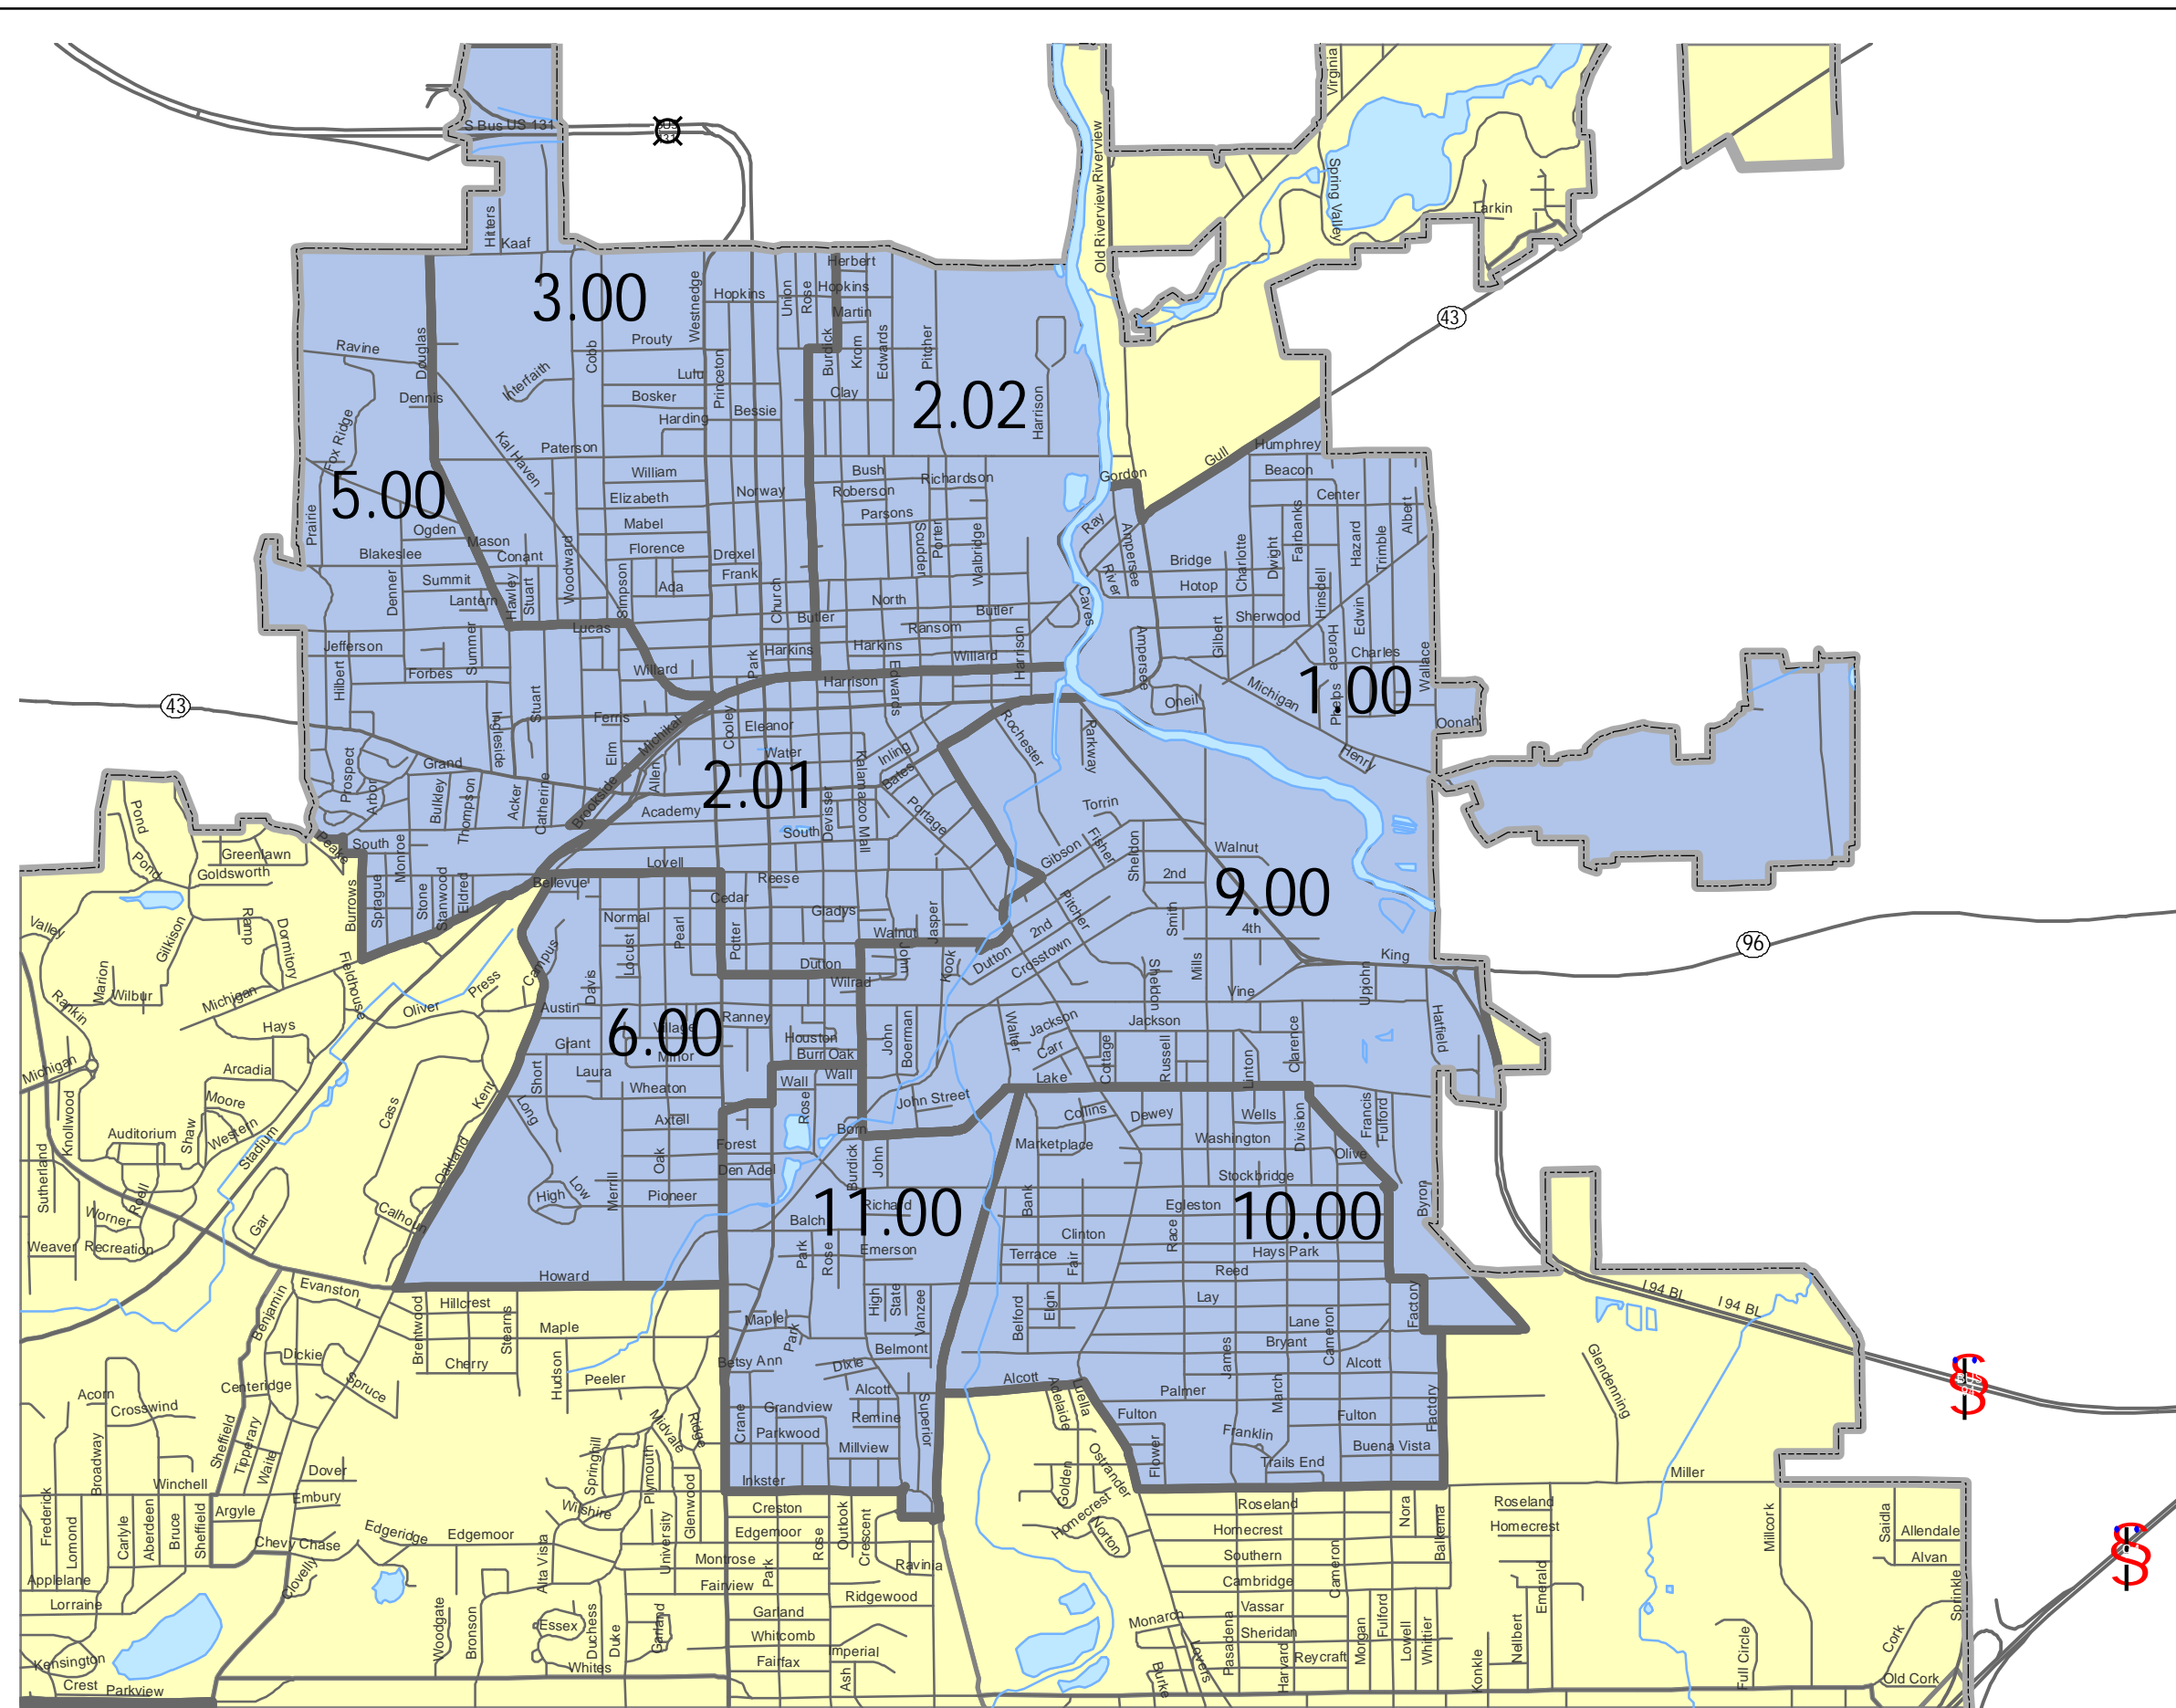 Virginia
S Bus US 131
Old Riverview
Riverview
Spring Valley
Larkin
Hitters
Kaaf
3.00
Herbert
Hopkins
Hopkins
Union
Rose
Westnedge
Martin
43
Ravine
Douglas
Prouty
Cobb
Burdick
Krom
Edwards
Pitcher
Interfaith
Lulu
Princeton
Dennis
Bosker
Bessie
Clay
2.02
Harrison
Harding
Fox Ridge
Kal Haven
Paterson
Humphrey
Gull
5.00
William
Bush
Richardson
Gordon
Beacon
Elizabeth
Norway
Roberson
Center
Prairie
Ogden
Mabel
Parsons
Albert
Mason
Scudder
Porter
Walbridge
Ray
Ampersee
Fairbanks
Hazard
Trimble
Blakeslee
Conant
Florence
Drexel
Bridge
Charlotte
Dwight
Summit
Denner
Hawley
Stuart
Woodward
Simpson
Ada
Frank
Church
River
Hotop
Hinsdell
Lantern
North
Butler
Butler
Caves
Sherwood
Edwin
Lucas
Ransom
Jefferson
Summer
Willard
Park
Harkins
Harkins
Willard
Harrison
Ampersee
Gilbert
Horace
Charles
Wallace
Hilbert
Forbes
Harrison
Edwards
1.00
Michigan
Phelps
43
Ingleside
Stuart
Ferris
Michikal
Cooley
Eleanor
Rochester
Parkway
Oneil
Oonah
Elm
Water
Kalamazoo Mall
Inling
Henry
Prospect
Grand
Allen
2.01
Bates
Arbor
Bulkley
Thompson
Acker
Catherine
Brookside
Academy
Devisser
Portage
Torrin
Pond
South
Peake
South
Monroe
Fisher
Gibson
Sheldon
Walnut
Greenlawn
Pond
Goldsworth
Lovell
Bellevue
Reese
2nd
9.00
Burrows
Sprague
Stone
Stanwood
Eldred
Cedar
Pitcher
Valley
Gilkison
Ramp
Dormitory
Normal
Pearl
Potter
Gladys
Jasper
2nd
Smith
4th
Walnut
96
Fieldhouse
Campus
Locust
Dutton
John
Kook
Dutton
Crosstown
King
Marion
Wilbur
Rankin
Michigan
Oliver
Press
Davis
Wilrad
Sheldon
Mills
Vine
Upjohn
Hays
Austin
6.00
Village
Ranney
Walter
Jackson
Jackson
Hatfield
Grant
Minor
Houston
Burr Oak
John
Boerman
Carr
Cottage
Russell
Linton
Clarence
Michigan
Arcadia
Short
Laura
Wall
Wall
Lake
Knollwood
Moore
Cass
Kent
Wheaton
Rose
John Street
Auditorium
Shaw
Western
Stadium
Long
Axtell
Born
Collins
Dewey
Wells
Division
Francis
Fulford
Sutherland
Oakland
Forest
Marketplace
Washington
Olive
Oak
Den Adel
Burdick
John
Stockbridge
Roell
High
Low
Merrill
Pioneer
11.00
Richard
Bank
Egleston
10.00
Byron
Worner
Gar
Calhoun
Balch
Race
Weaver
Recreation
Park
Rose
Emerson
Terrace
Clinton
Fair
Hays Park
Howard
Reed
Evanston
Benjamin
Brentwood
Hillcrest
Stearns
High
State
Vanzee
Belford
Elgin
Lay
Factory
I 94 BL
I 94 BL
Maple
Maple
Park
Lane
Cameron
Dickie
Cherry
Betsy Ann
Dixie
Belmont
James
Bryant
Alcott
Centeridge
Spruce
Hudson
Peeler
Alcott
Alcott
Adelaide
Luella
Palmer
March
Glendenning
Acorn
Crosswind
Sheffield
Tipperary
Waite
Midvale
Ridge
Crane
Grandview
Remine
Superior
Fulton
Fulton
Factory
Parkwood
Millview
Franklin
Buena Vista
Broadway
Winchell
Dover
Springhill
Plymouth
Inkster
Golden
Ostrander
Flower
Trails End
Miller
Frederick
Lomond
Carlyle
Aberdeen
Bruce
Sheffield
Argyle
Embury
Wilshire
Glenwood
Creston
Outlook
Crescent
Homecrest
Norton
Roseland
Nora
Balkema
Roseland
Homecrest
Homecrest
Millcork
Saidla
Allendale
Chevy Chase
Edgeridge
Edgemoor
Alta Vista
University
Edgemoor
Rose
Southern
Alvan
Applelane
Clovelly
Montrose
Park
Ravinia
Cambridge
Cameron
Emerald
Fairview
Ridgewood
Lorraine
Woodgate
Bronson
Essex
Duchess
Duke
Garland
Garland
Monarch
Vassar
Morgan
Fulford
Lowell
Whittier
Sprinkle
Whitcomb
Imperial
Lovers
Pasadena
Sheridan
Nellbert
Full Circle
Cork
Kensington
Whites
Fairfax
Ash
Burke
Harvard
Reycraft
Konkle
Old Cork
Crest
Parkview